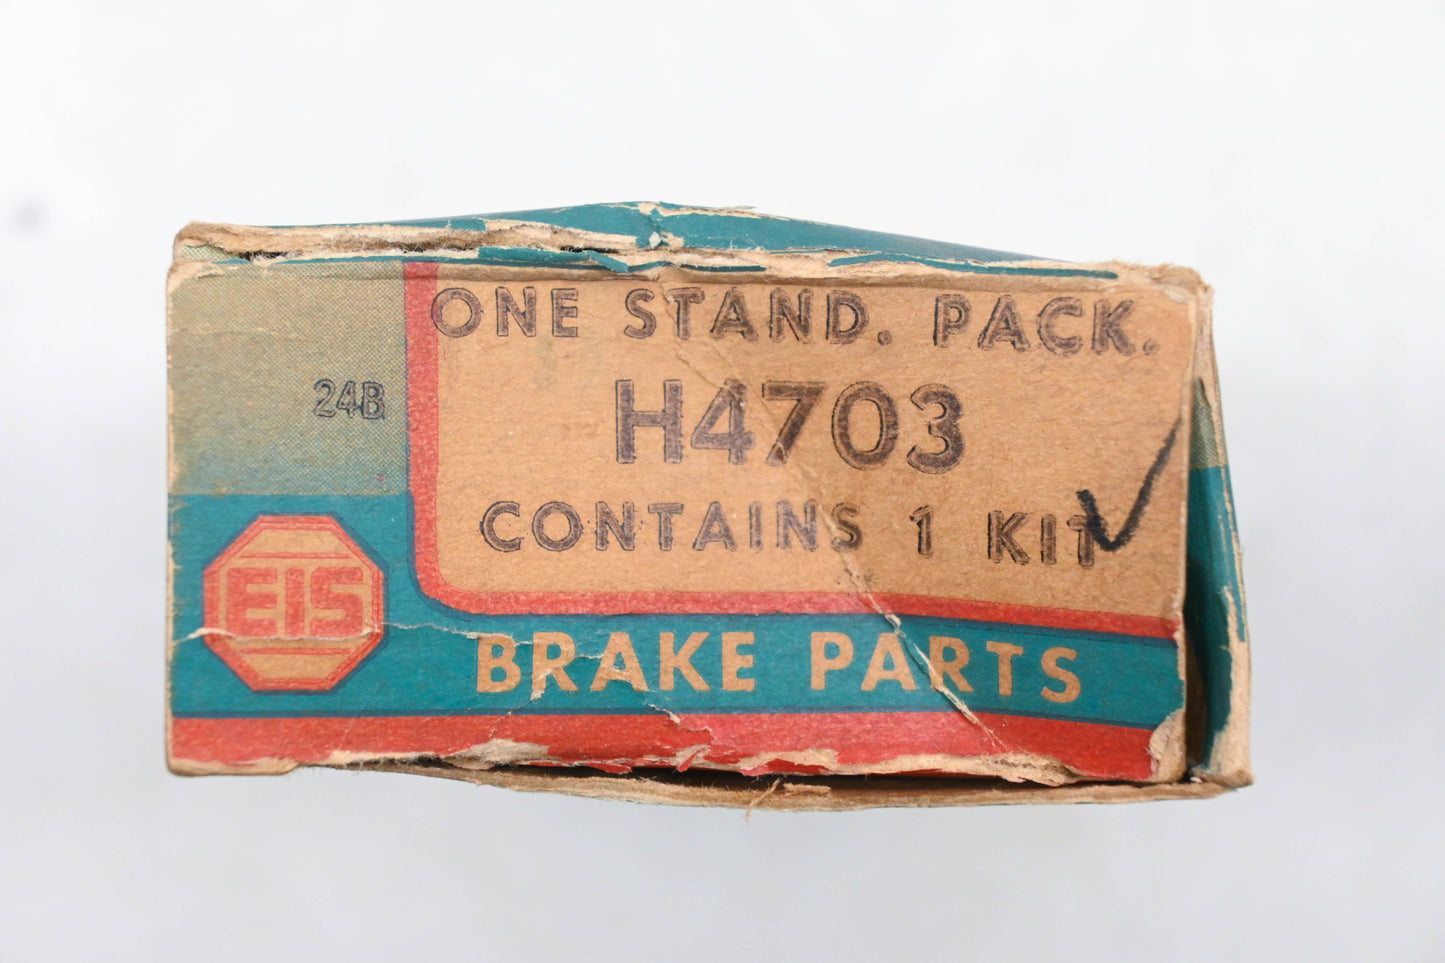 ONE STAND. PACK.
24B
H4703
CONTAINS 1 KIT
EIS
BRAKE PARTS